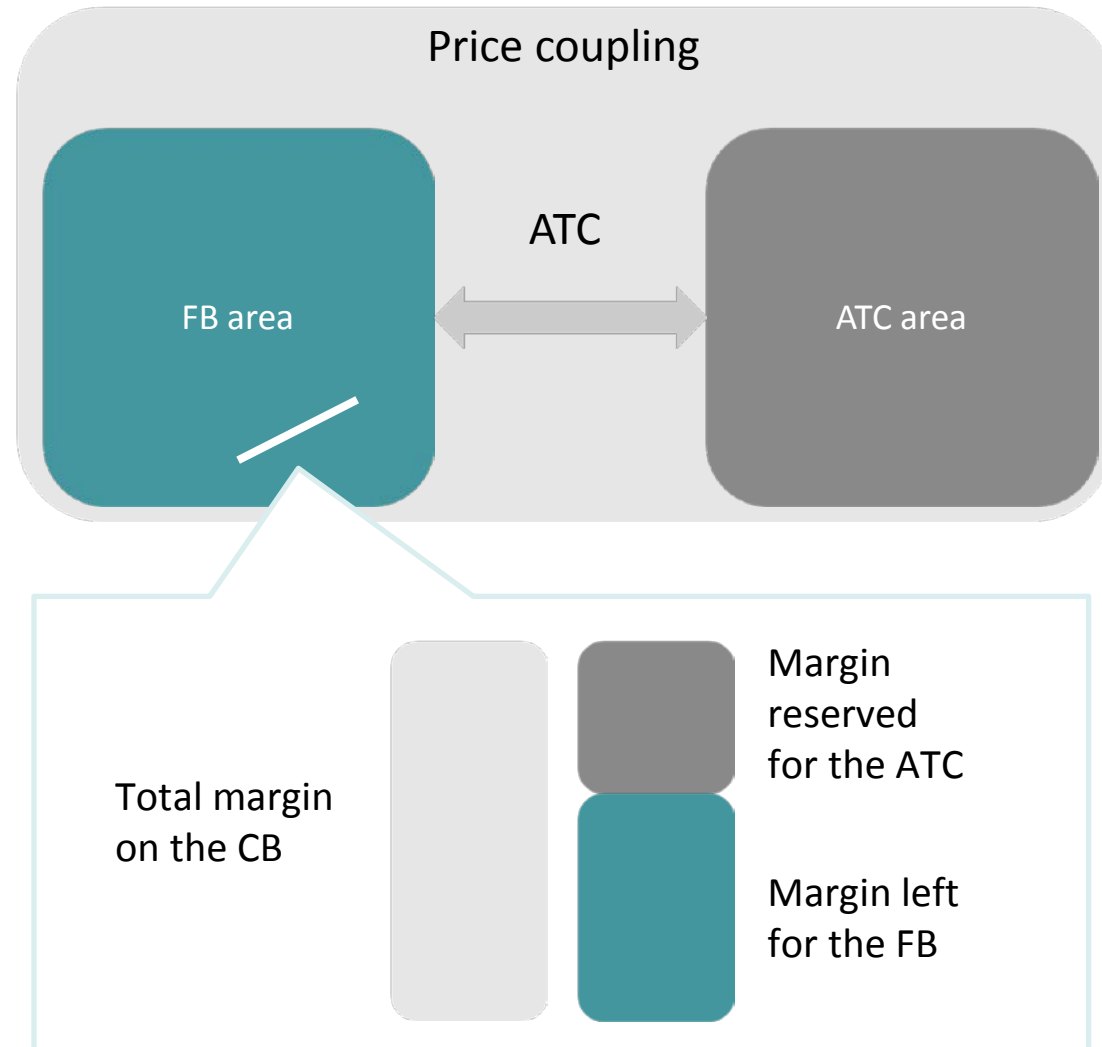 Price coupling
ATC
FB area
ATC area
Total margin
on the CB
Margin
reserved
for the ATC
Margin left
for the FB